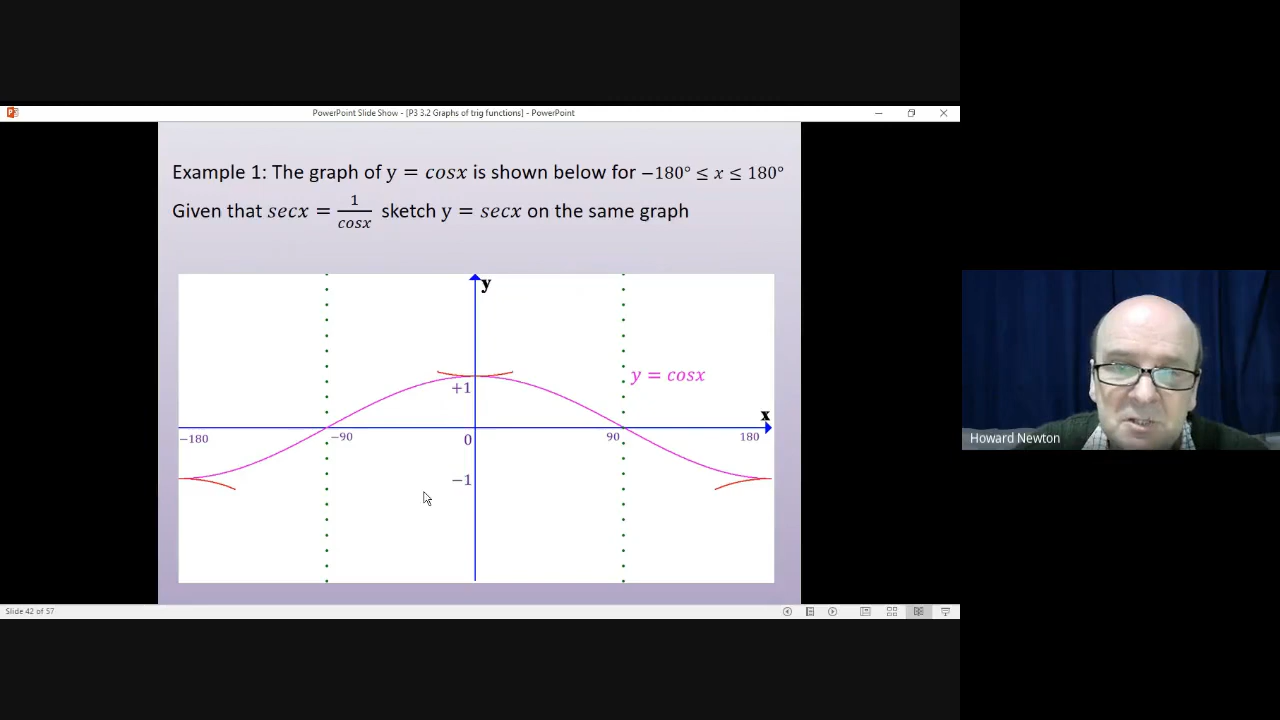 PowerPoint Slide Show - [P3 3.2 Graphs of trig functions] - PowerPoint
Example 1: The graph of y = cosx is shown below for −180° ≤ x ≤ 180°
Given that secx = 1/cosx sketch y = secx on the same graph
y
+1
y = cosx
x
−180
−90
0
90
180
−1
Howard Newton
Slide 42 of 57